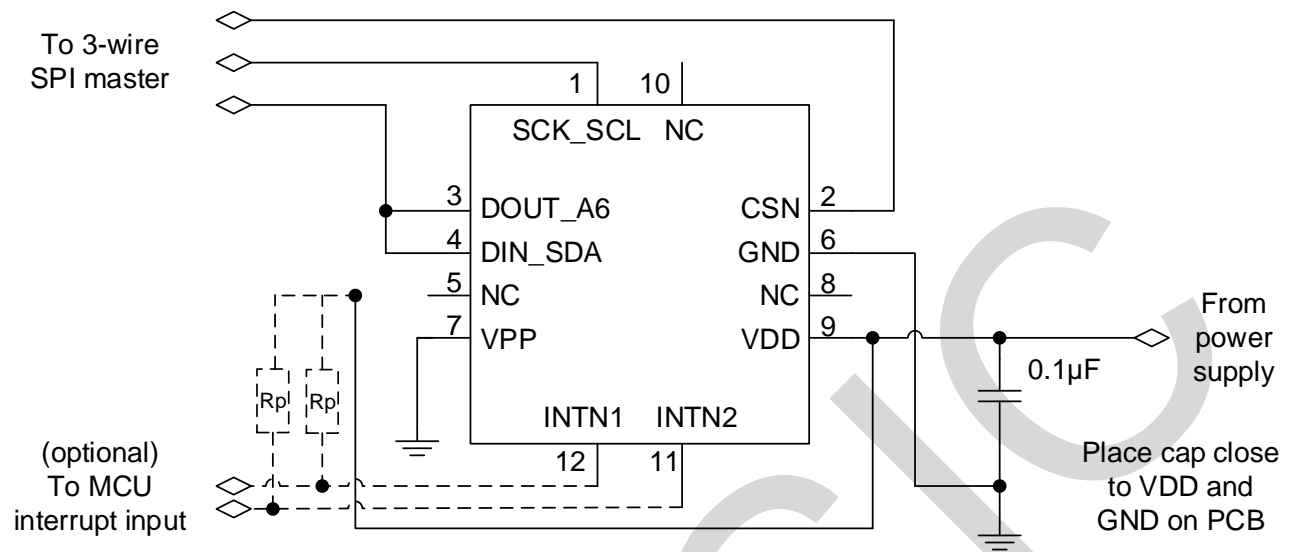 To 3-wire
SPI master
1
10
SCK_SCL NC
3
DOUT_A6
CSN
2
4
DIN_SDA
GND
6
5
NC
NC
8
7
VPP
VDD
9
From
power
supply
0.1µF
Rp
Rp
INTN1 INTN2
12
11
(optional)
To MCU
interrupt input
Place cap close
to VDD and
GND on PCB